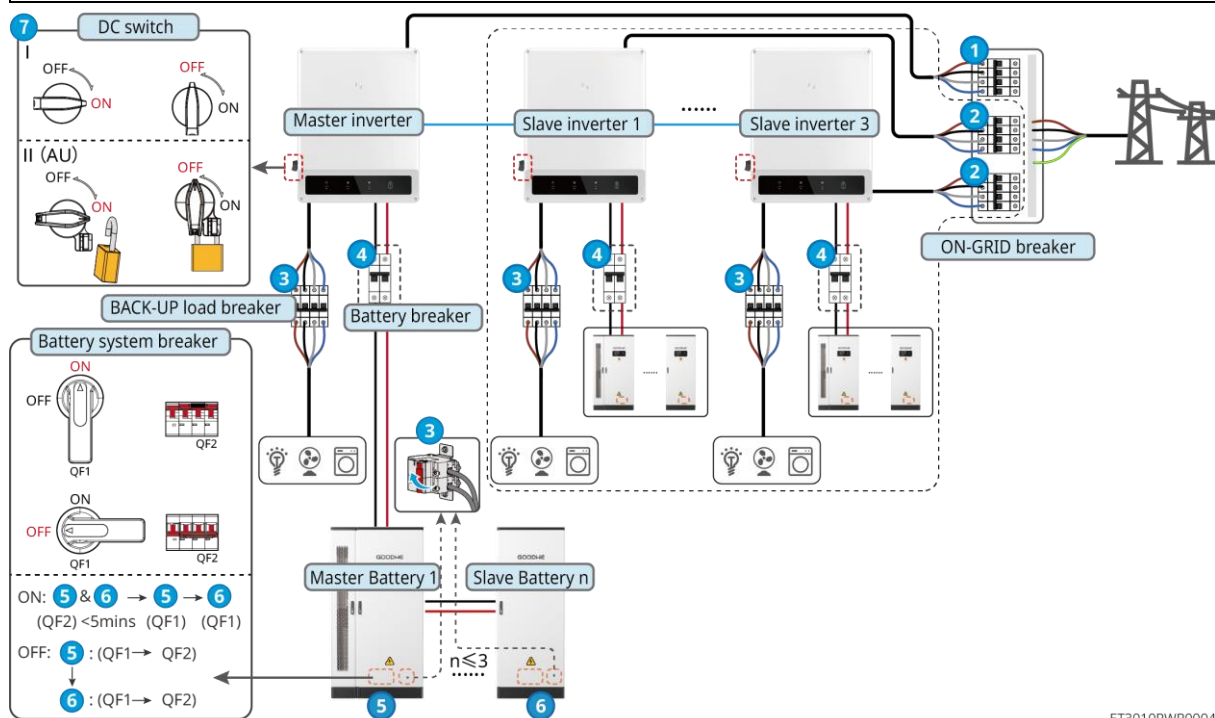 7
DC switch
I
OFF
ON
OFF
ON
II (AU)
OFF
ON
OFF
ON
Master inverter
Slave inverter 1
......
Slave inverter 3
1
2
2
ON-GRID breaker
3
4
3
4
3
4
BACK-UP load breaker
Battery breaker
Battery system breaker
ON
OFF
QF1
QF2
ON
OFF
QF1
QF2
ON: 5 & 6 → 5 → 6
(QF2) <5mins (QF1) (QF1)
OFF: 5 : (QF1→ QF2)
6 : (QF1→ QF2)
......
......
3
GOODWE
GOODWE
Master Battery 1
Slave Battery n
n≤3
......
5
6